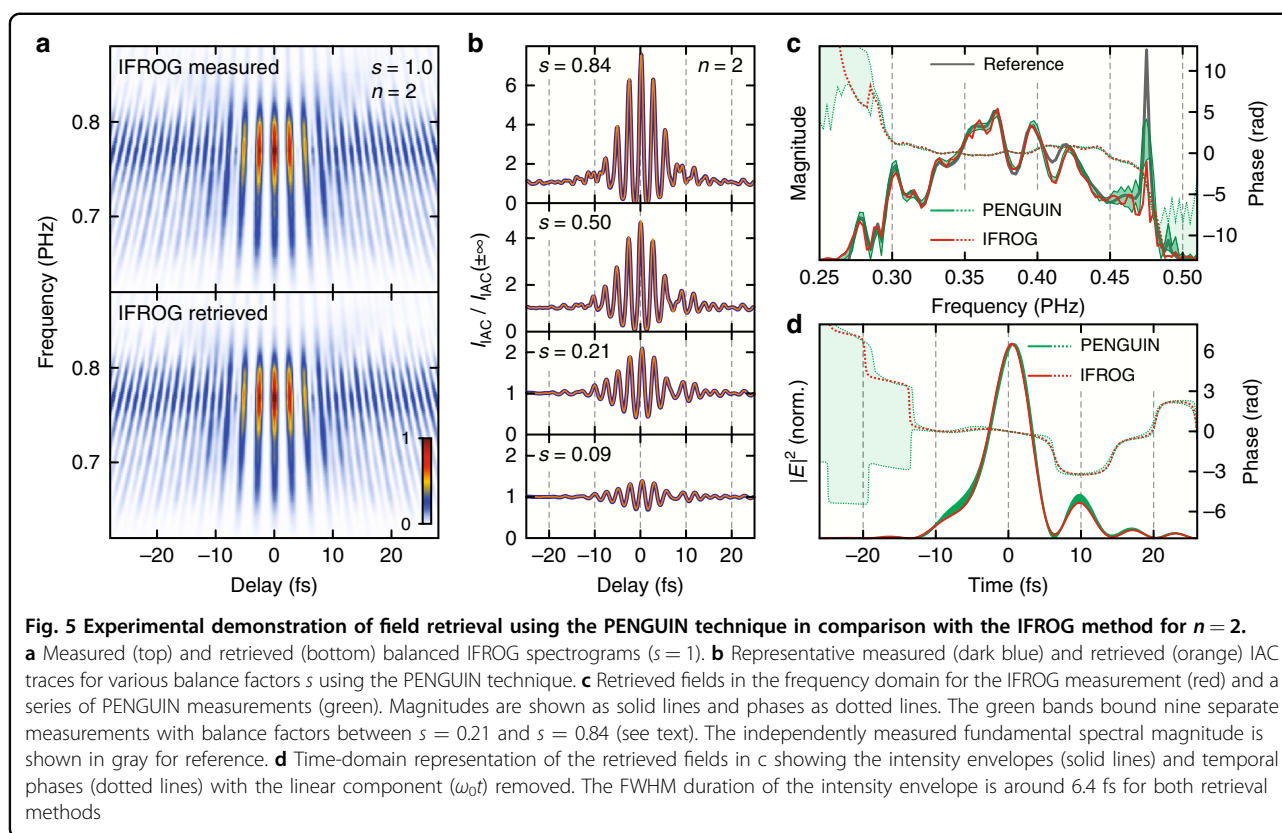 a
IFROG measured
s = 1.0
n = 2
0.8
0.7
IFROG retrieved
0.8
0.7
1
0
Frequency (PHz)
−20 −10 0 10 20
Delay (fs)
b
s = 0.84
n = 2
6
4
2
0
s = 0.50
4
2
0
s = 0.21
2
1
0
s = 0.09
2
1
0
I_IAC / I_IAC(±∞)
−20 −10 0 10 20
Delay (fs)
c
Reference
PENGUIN
IFROG
Magnitude
10
5
0
−5
−10
Phase (rad)
0.25 0.30 0.35 0.40 0.45 0.50
Frequency (PHz)
d
PENGUIN
IFROG
|E|² (norm.)
6
3
0
−3
−6
Phase (rad)
−20 −10 0 10 20
Time (fs)
Fig. 5 Experimental demonstration of field retrieval using the PENGUIN technique in comparison with the IFROG method for n = 2.
a Measured (top) and retrieved (bottom) balanced IFROG spectrograms (s = 1). b Representative measured (dark blue) and retrieved (orange) IAC
traces for various balance factors s using the PENGUIN technique. c Retrieved fields in the frequency domain for the IFROG measurement (red) and a
series of PENGUIN measurements (green). Magnitudes are shown as solid lines and phases as dotted lines. The green bands bound nine separate
measurements with balance factors between s = 0.21 and s = 0.84 (see text). The independently measured fundamental spectral magnitude is
shown in gray for reference. d Time-domain representation of the retrieved fields in c showing the intensity envelopes (solid lines) and temporal
phases (dotted lines) with the linear component (ω₀t) removed. The FWHM duration of the intensity envelope is around 6.4 fs for both retrieval
methods